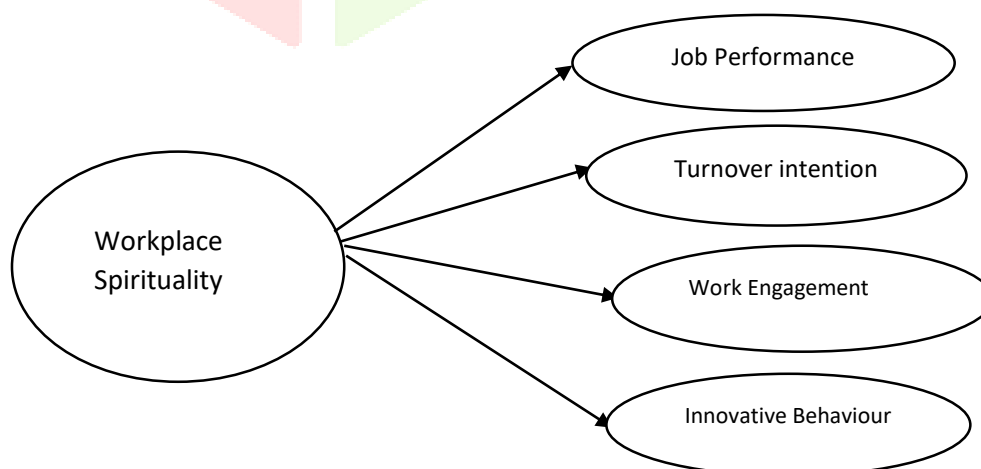 Job Performance
Turnover intention
Workplace
Spirituality
Work Engagement
Innovative Behaviour